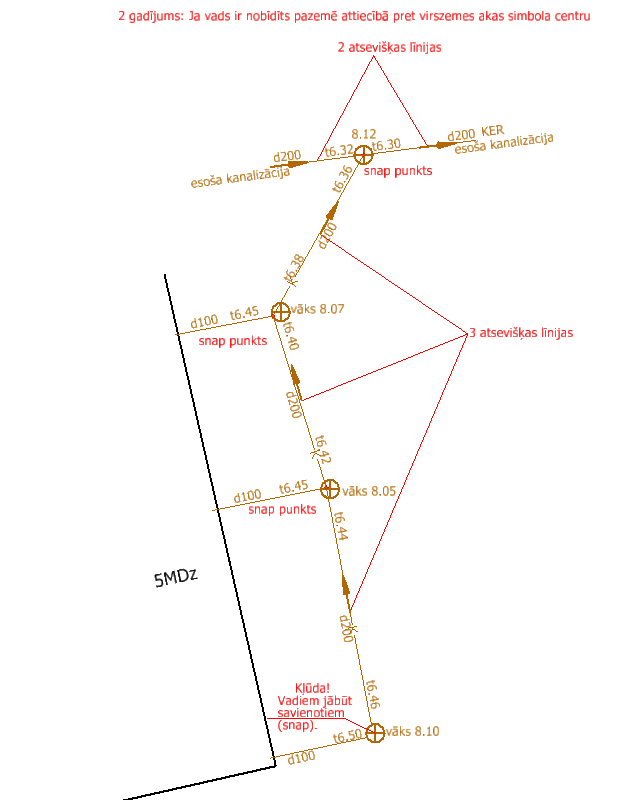 2 gadījums: Ja vads ir nobīdīts pazemē attiecībā pret virszemes akas simbola centru
2 atsevišķas līnijas
8.12
d200 KER
t6.30
t6.32
d200
esoša kanalizācija
esoša kanalizācija
snap punkts
t6.36
d200
t6.38
K
vāks 8.07
t6.45
d100
t6.40
snap punkts
3 atsevišķas līnijas
d200
t6.42
K
t6.45
d100
vāks 8.05
snap punkts
t6.44
5MDz
d200
K
Kļūda!
Vadiem jābūt
savienotiem
(snap).
t6.46
t6.50
vāks 8.10
d100